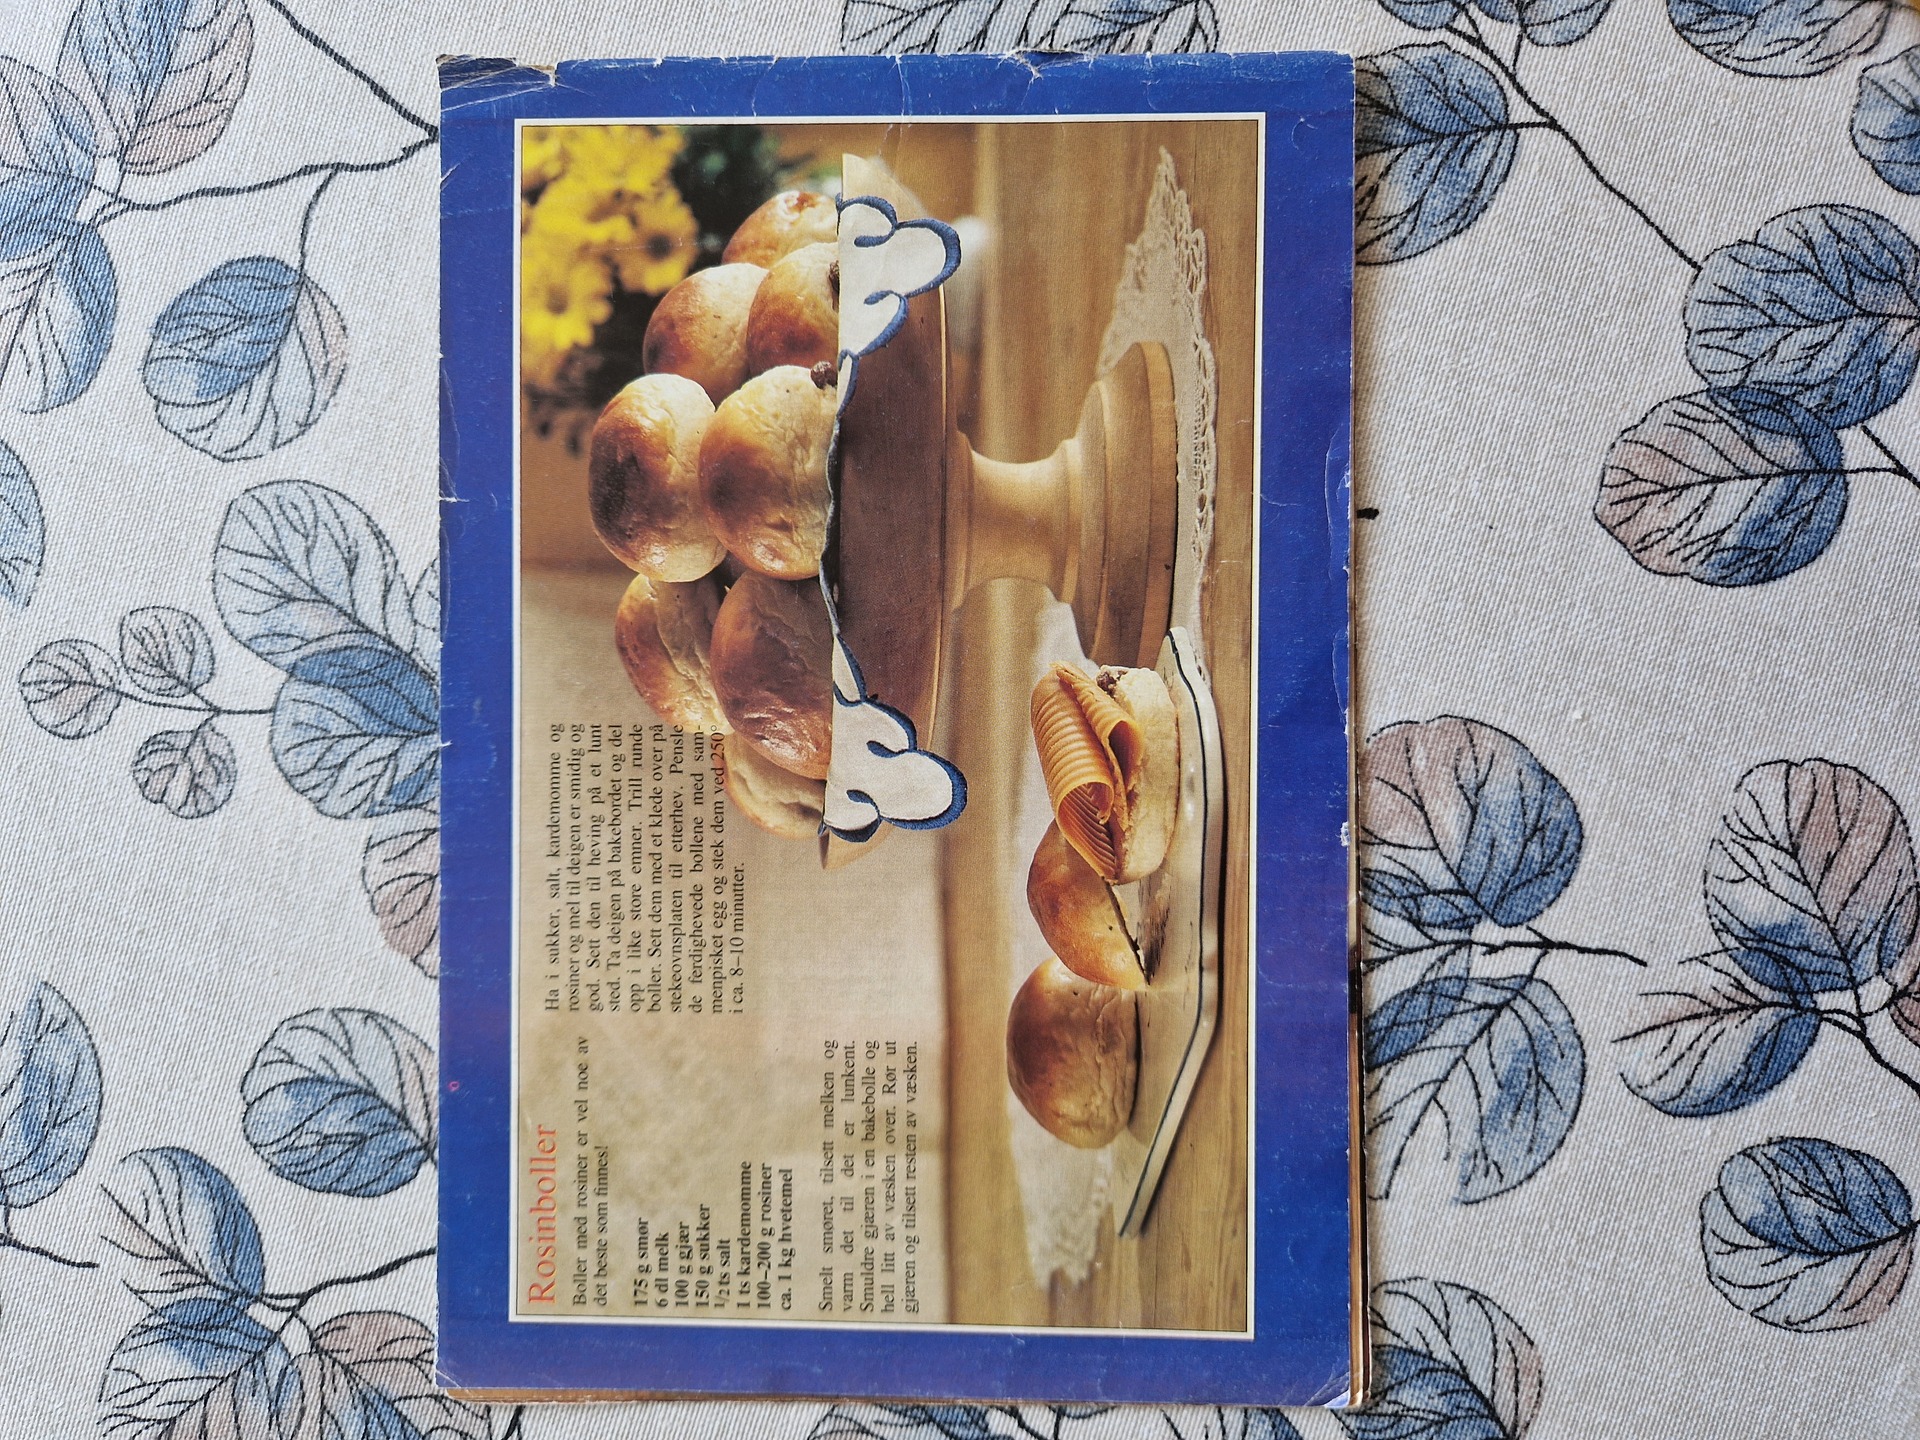 Rosinboller
Boller med rosiner er vel noe av
det beste som finnes!
175 g smør
6 dl melk
100 g gjær
150 g sukker
1/2 ts salt
1 ts kardemomme
100–200 g rosiner
ca. 1 kg hvetemel
Smelt smøret, tilsett melken og
varm det til det er lunkent.
Smuldre gjæren i en bakebolle og
hell litt av væsken over. Rør ut
gjæren og tilsett resten av væsken.
Ha i sukker, salt, kardemomme og
rosiner og mel til deigen er smidig og
god. Sett den til heving på et lunt
sted. Ta deigen på bakebordet og del
opp i like store emner. Trill runde
boller. Sett dem med et klede over på
stekeovnsplaten til etterhev. Pensle
de ferdighevede bollene med sam-
menpisket egg og stek dem ved 250°
i ca. 8–10 minutter.